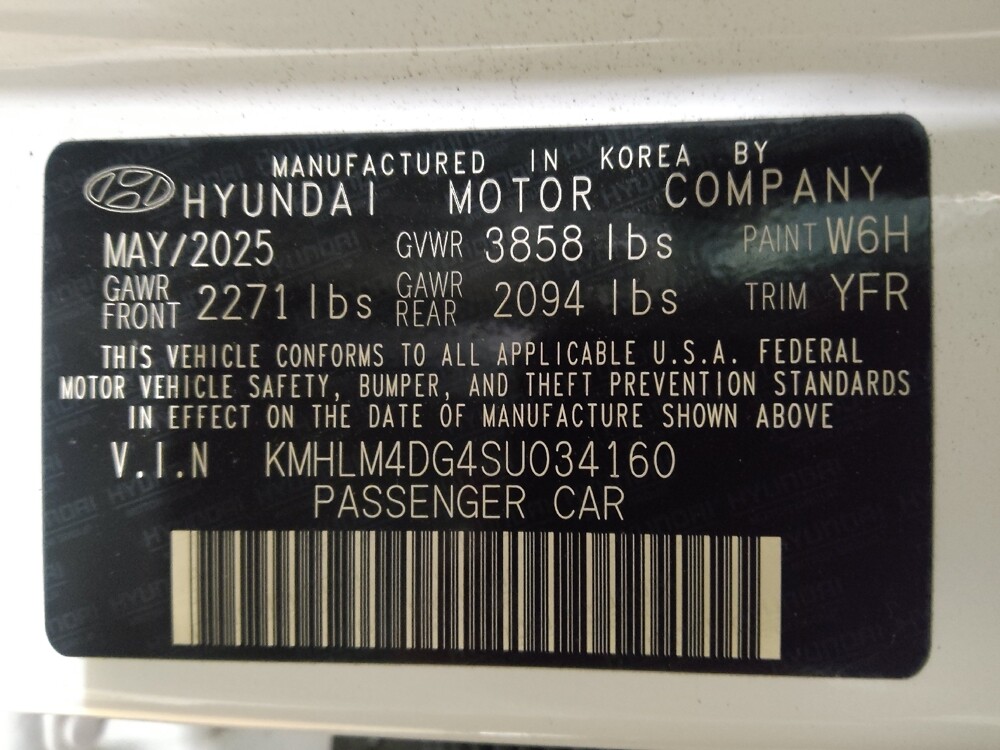 MANUFACTURED IN KOREA BY
HYUNDAI MOTOR COMPANY
MAY/2025 GVWR 3858 lbs PAINT W6H
GAWR FRONT 2271 lbs GAWR REAR 2094 lbs TRIM YFR
THIS VEHICLE CONFORMS TO ALL APPLICABLE U.S.A. FEDERAL
MOTOR VEHICLE SAFETY, BUMPER, AND THEFT PREVENTION STANDARDS
IN EFFECT ON THE DATE OF MANUFACTURE SHOWN ABOVE
V.I.N KMHLM4DG4SU034160
PASSENGER CAR